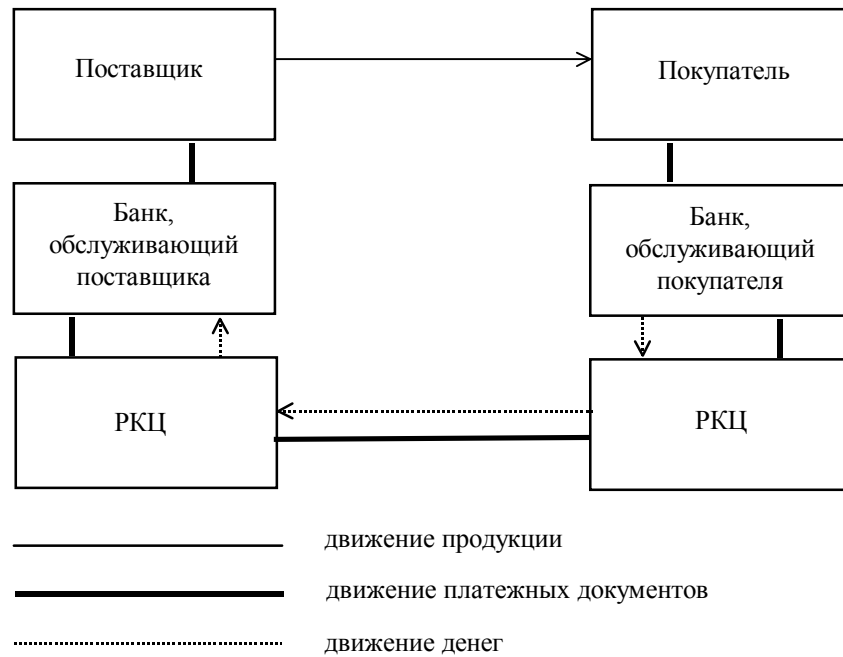 Поставщик
Покупатель
Банк,
обслуживающий
поставщика
Банк,
обслуживающий
покупателя
РКЦ
РКЦ
движение продукции
движение платежных документов
движение денег